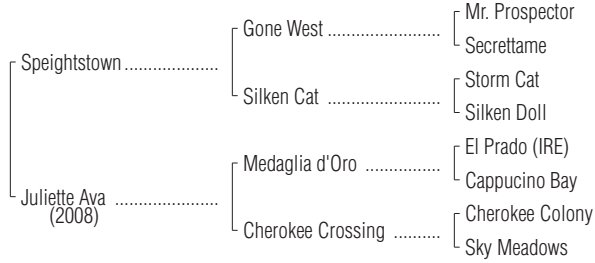 Mr. Prospector
Gone West ......................
Secrettame
Speightstown ...................
Storm Cat
Silken Cat ......................
Silken Doll
El Prado (IRE)
Medaglia d'Oro ...............
Cappucino Bay
Juliette Ava .....................
(2008)
Cherokee Colony
Cherokee Crossing ..........
Sky Meadows